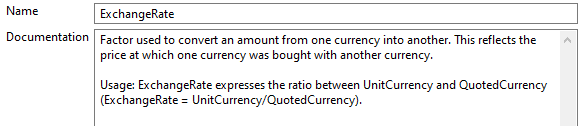 Name ExchangeRate
Documentation Factor used to convert an amount from one currency into another. This reflects the
price at which one currency was bought with another currency.
Usage: ExchangeRate expresses the ratio between UnitCurrency and QuotedCurrency
(ExchangeRate = UnitCurrency/QuotedCurrency).